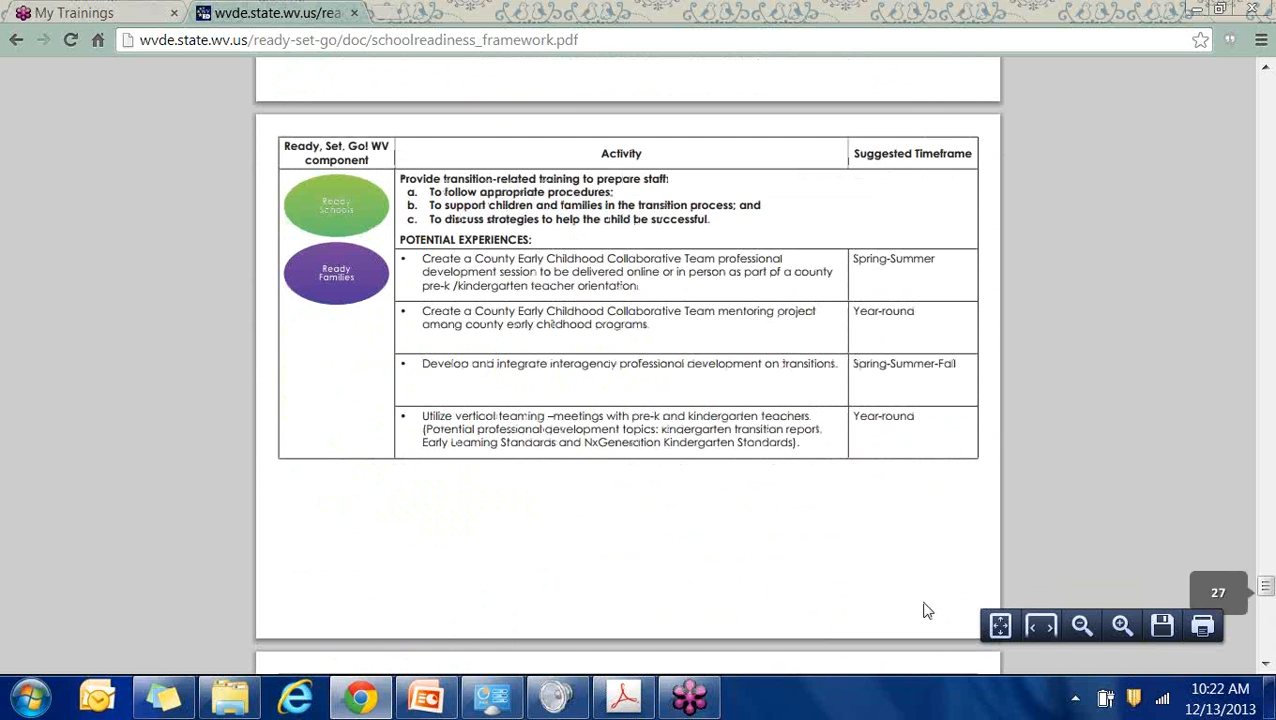 My Trainings
wvde.state.wv.us/rea
wvde.state.wv.us/ready-set-go/doc/schoolreadiness_framework.pdf
Ready, Set, Go! WV
component
Activity
Suggested Timeframe
Ready
Schools
Ready
Families
Provide transition-related training to prepare staff:
a. To follow appropriate procedures;
b. To support children and families in the transition process; and
c. To discuss strategies to help the child be successful.
POTENTIAL EXPERIENCES:
• Create a County Early Childhood Collaborative Team professional
development session to be delivered online or in person as part of a county
pre-k /kindergarten teacher orientation.
Spring-Summer
• Create a County Early Childhood Collaborative Team mentoring project
among county early childhood programs.
Year-round
• Develop and integrate interagency professional development on transitions.
Spring-Summer-Fall
• Utilize vertical teaming –meetings with pre-k and kindergarten teachers.
(Potential professional development topics: kindergarten transition report,
Early Learning Standards and NxGeneration Kindergarten Standards).
Year-round
27
10:22 AM
12/13/2013